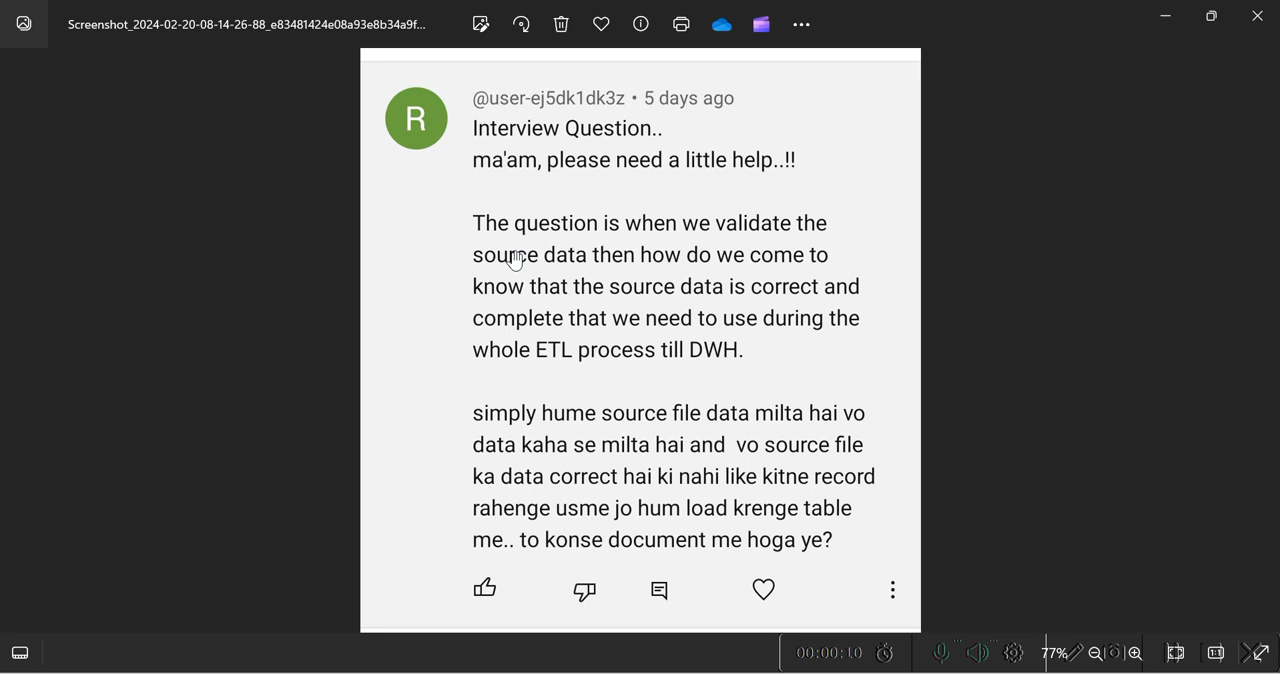 Screenshot_2024-02-20-08-14-26-88_e83481424e08a93e8b34a9f...
R
@user-ej5dk1dk3z • 5 days ago
Interview Question..
ma'am, please need a little help..!!
The question is when we validate the
source data then how do we come to
know that the source data is correct and
complete that we need to use during the
whole ETL process till DWH.
simply hume source file data milta hai vo
data kaha se milta hai and vo source file
ka data correct hai ki nahi like kitne record
rahenge usme jo hum load krenge table
me.. to konse document me hoga ye?
00:00:10
77%
1:1